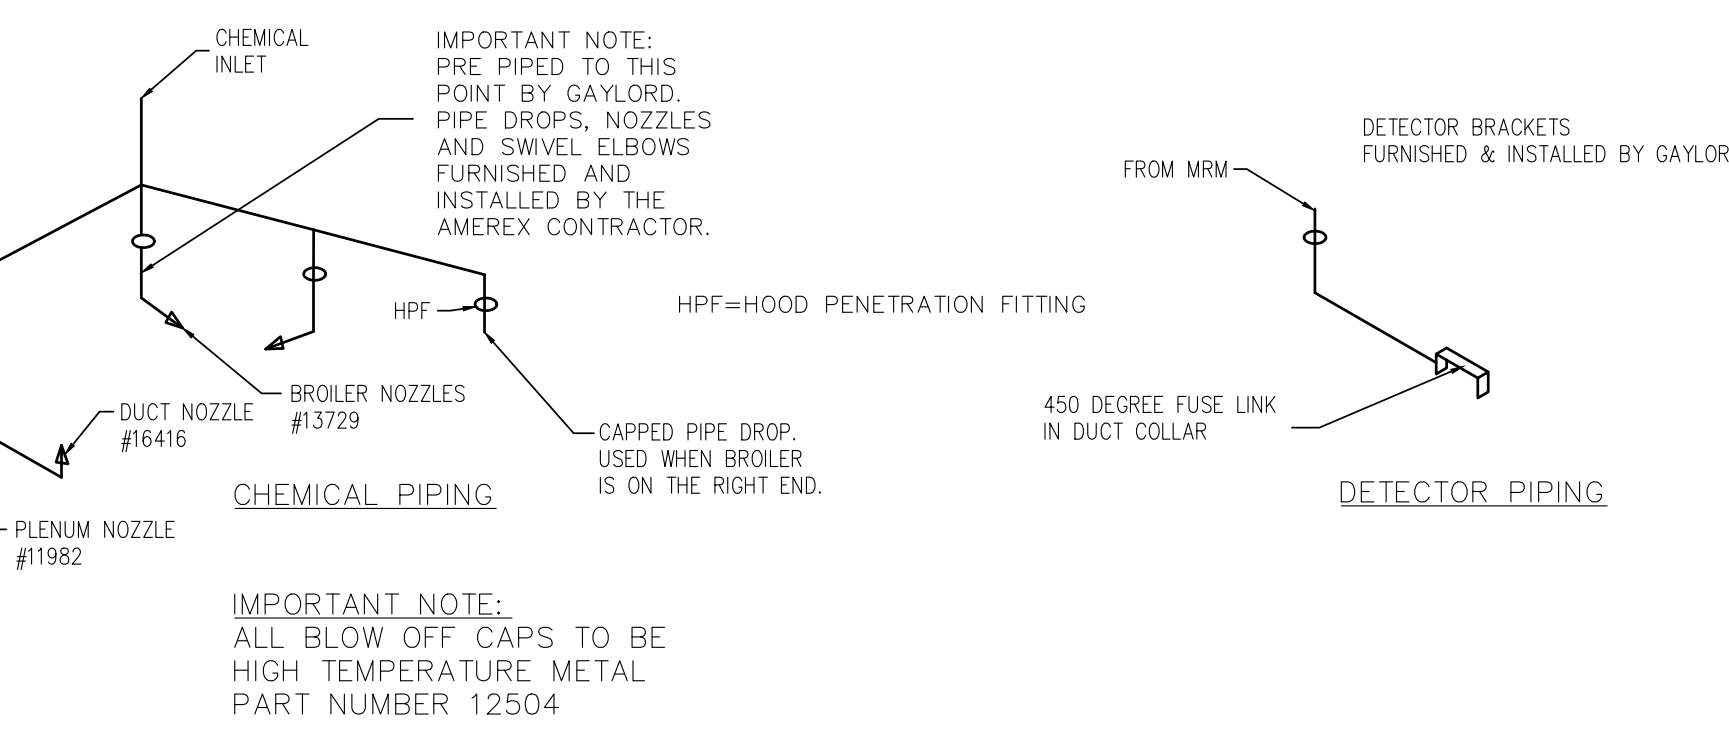 CHEMICAL
INLET
IMPORTANT NOTE:
PRE PIPED TO THIS
POINT BY GAYLORD.
PIPE DROPS, NOZZLES
AND SWIVEL ELBOWS
FURNISHED AND
INSTALLED BY THE
AMEREX CONTRACTOR.
DETECTOR BRACKETS
FURNISHED & INSTALLED BY GAYLOR
FROM MRM
HPF
HPF=HOOD PENETRATION FITTING
BROILER NOZZLES
#13729
DUCT NOZZLE
#16416
CAPPED PIPE DROP.
USED WHEN BROILER
IS ON THE RIGHT END.
450 DEGREE FUSE LINK
IN DUCT COLLAR
CHEMICAL PIPING
DETECTOR PIPING
PLENUM NOZZLE
#11982
IMPORTANT NOTE:
ALL BLOW OFF CAPS TO BE
HIGH TEMPERATURE METAL
PART NUMBER 12504